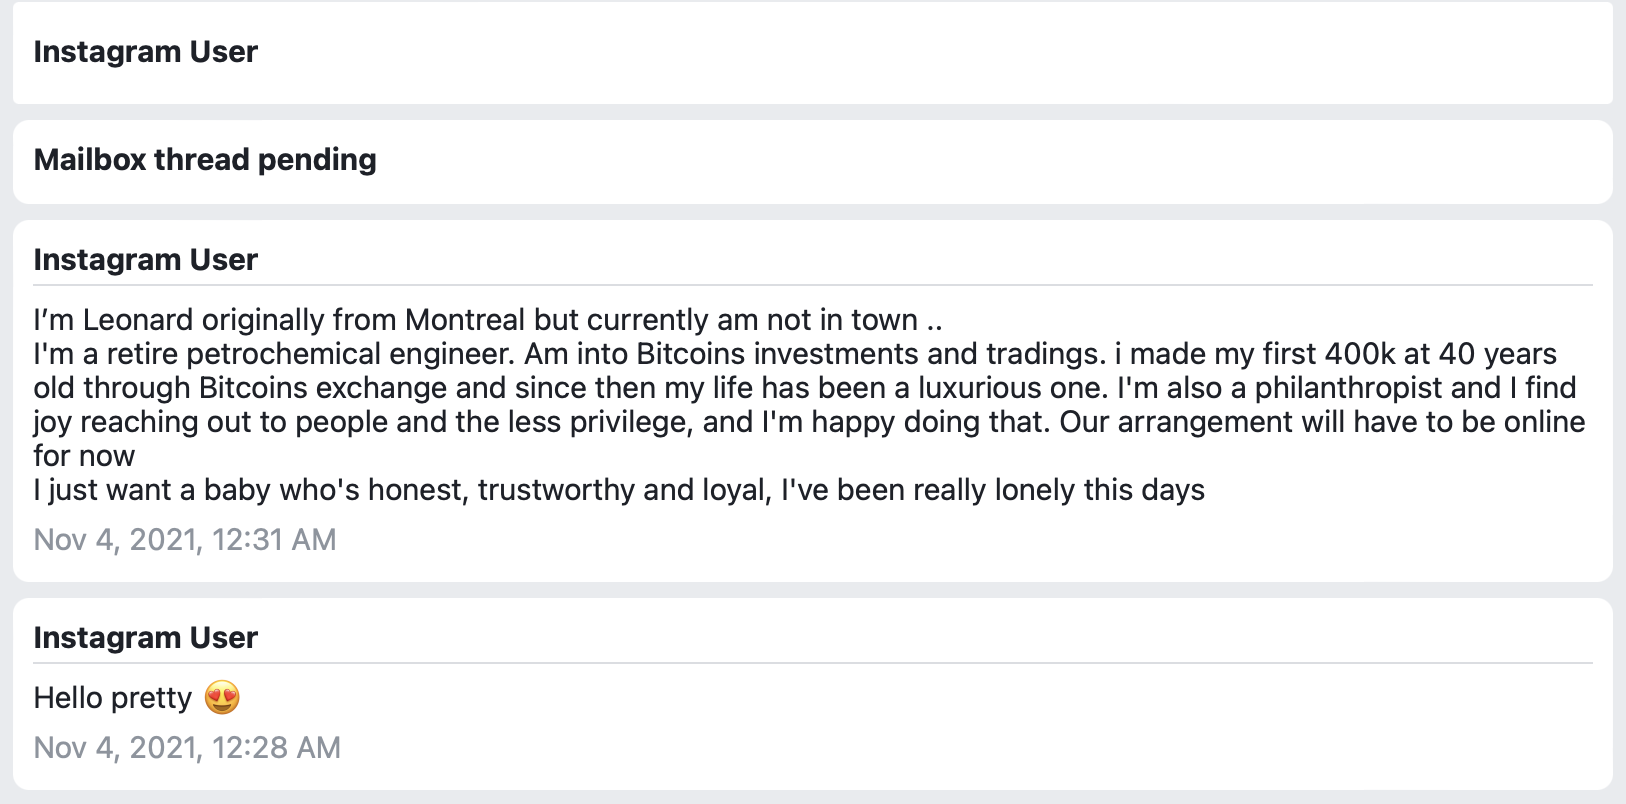 Instagram User
Mailbox thread pending
Instagram User
I’m Leonard originally from Montreal but currently am not in town ..
I'm a retire petrochemical engineer. Am into Bitcoins investments and tradings. i made my first 400k at 40 years
old through Bitcoins exchange and since then my life has been a luxurious one. I'm also a philanthropist and I find
joy reaching out to people and the less privilege, and I'm happy doing that. Our arrangement will have to be online
for now
I just want a baby who's honest, trustworthy and loyal, I've been really lonely this days
Nov 4, 2021, 12:31 AM
Instagram User
Hello pretty 😍
Nov 4, 2021, 12:28 AM